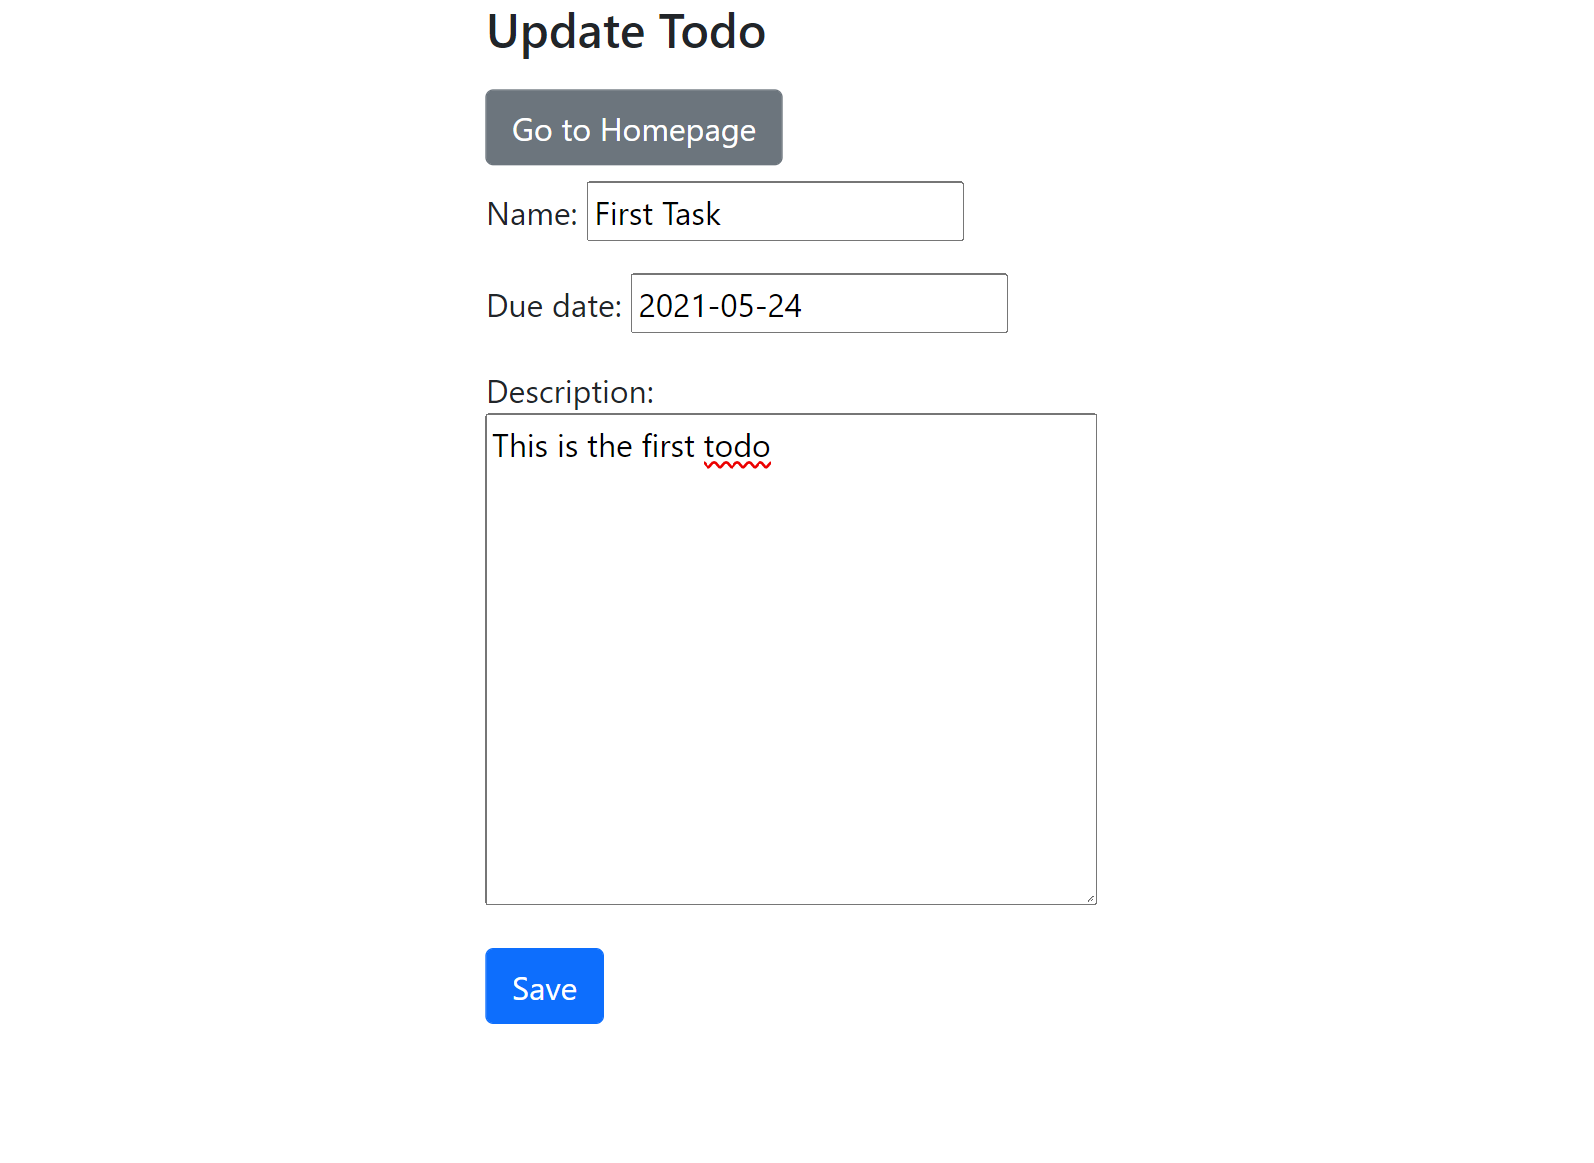 Update Todo
Go to Homepage
Name: First Task
Due date: 2021-05-24
Description:
This is the first todo
Save